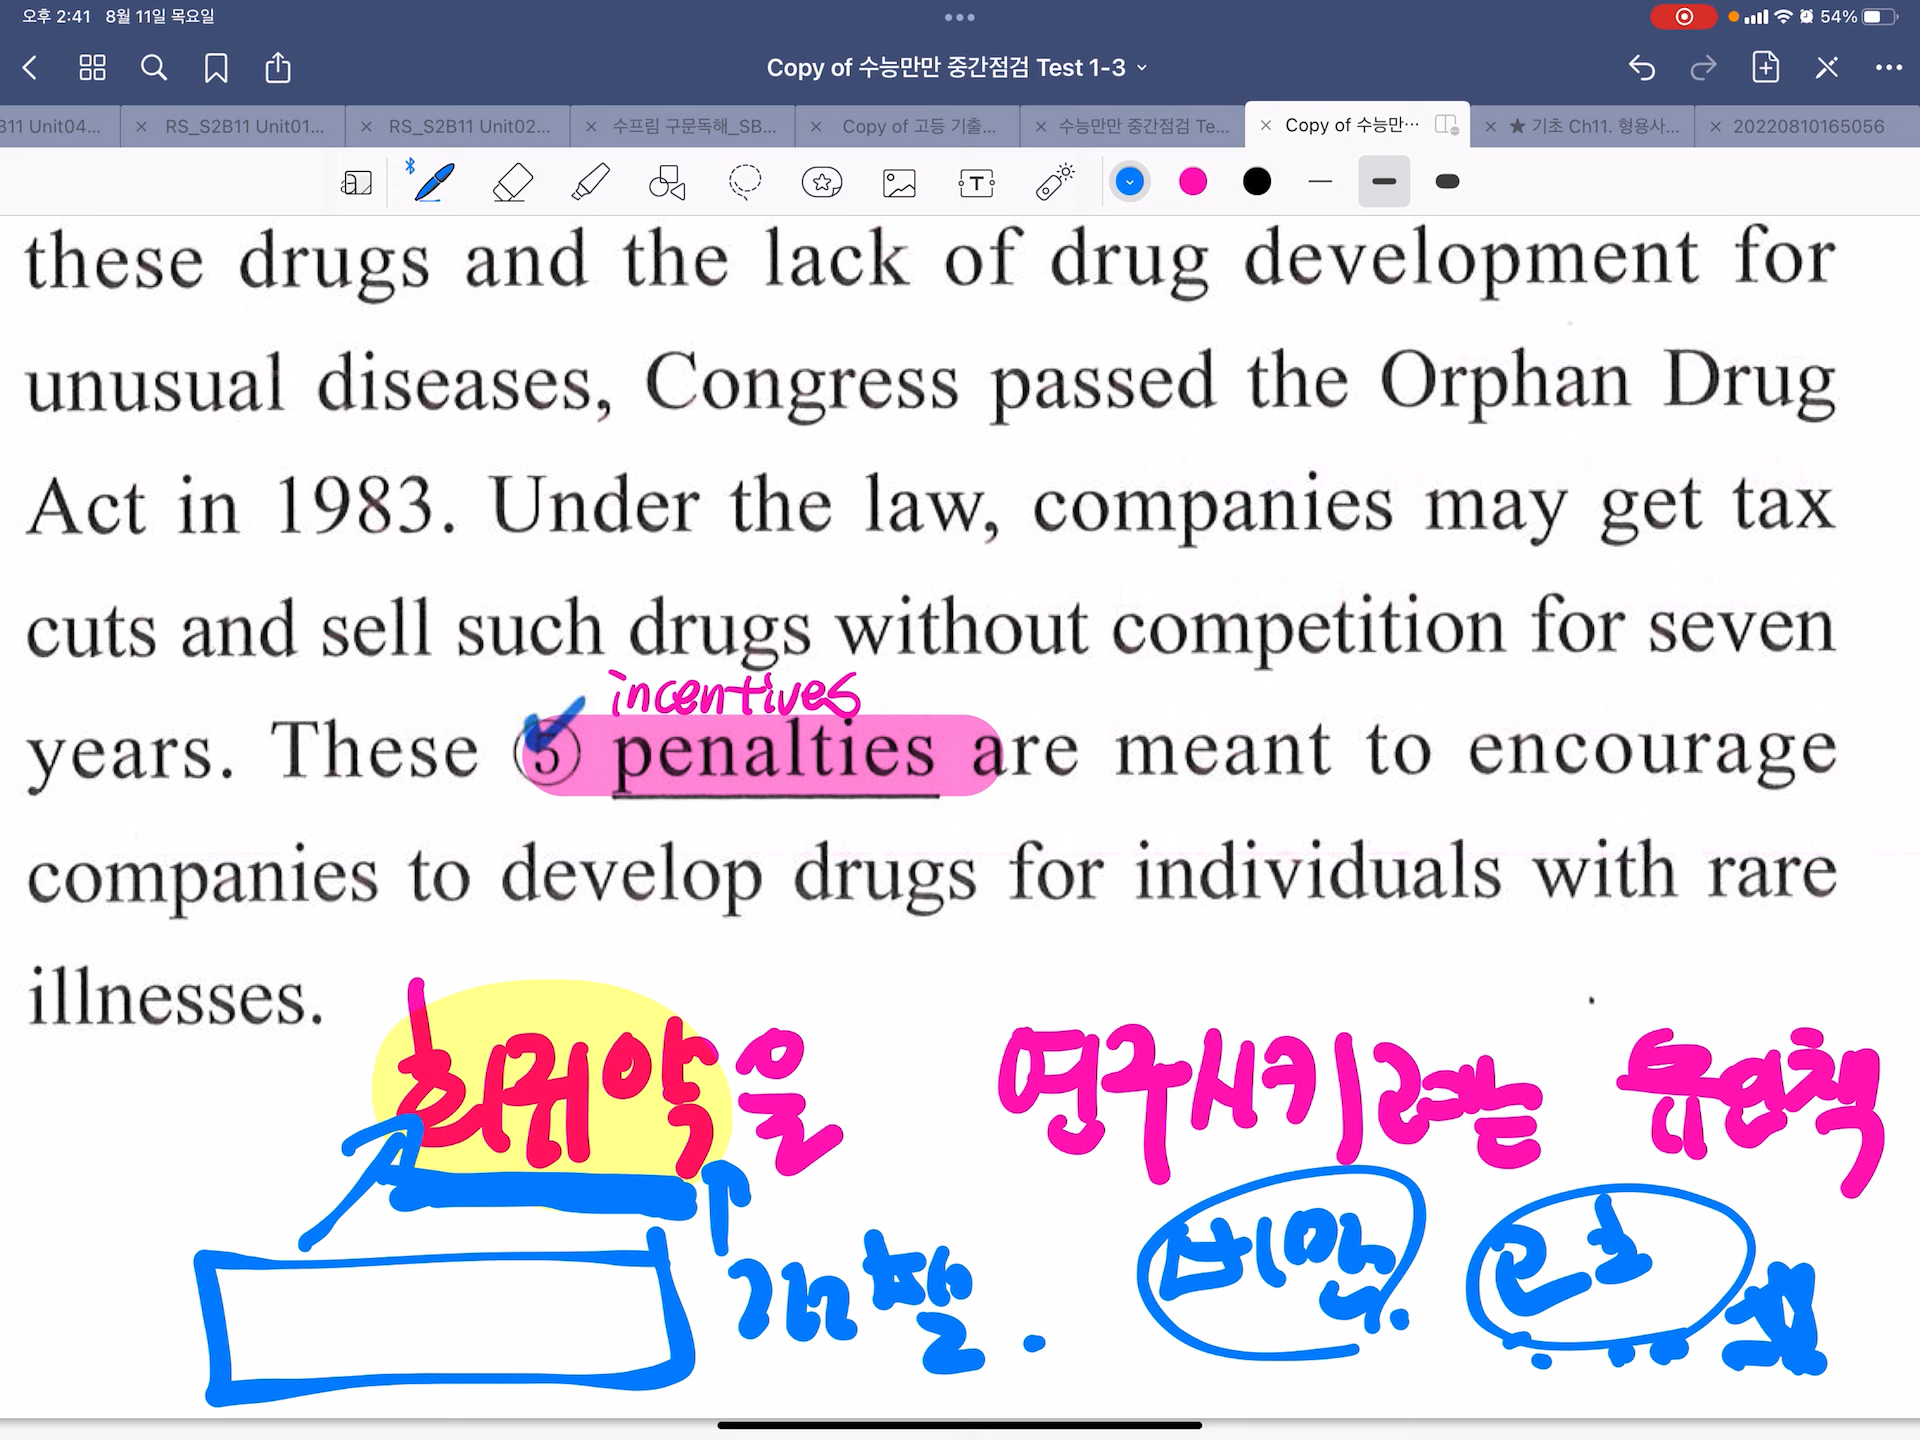 오후 2:41 8월 11일 목요일
54%
Copy of 수능만만 중간점검 Test 1-3
311 Unit04...
RS_S2B11 Unit01...
RS_S2B11 Unit02...
수프림 구문독해_SB...
Copy of 고등 기출...
수능만만 중간점검 Te...
Copy of 수능만...
★ 기초 Ch11. 형용사...
20220810165056
these drugs and the lack of drug development for
unusual diseases, Congress passed the Orphan Drug
Act in 1983. Under the law, companies may get tax
cuts and sell such drugs without competition for seven
incentives
years. These ⑤ penalties are meant to encourage
companies to develop drugs for individuals with rare
illnesses.
희귀약을 연구시키려는 유인책